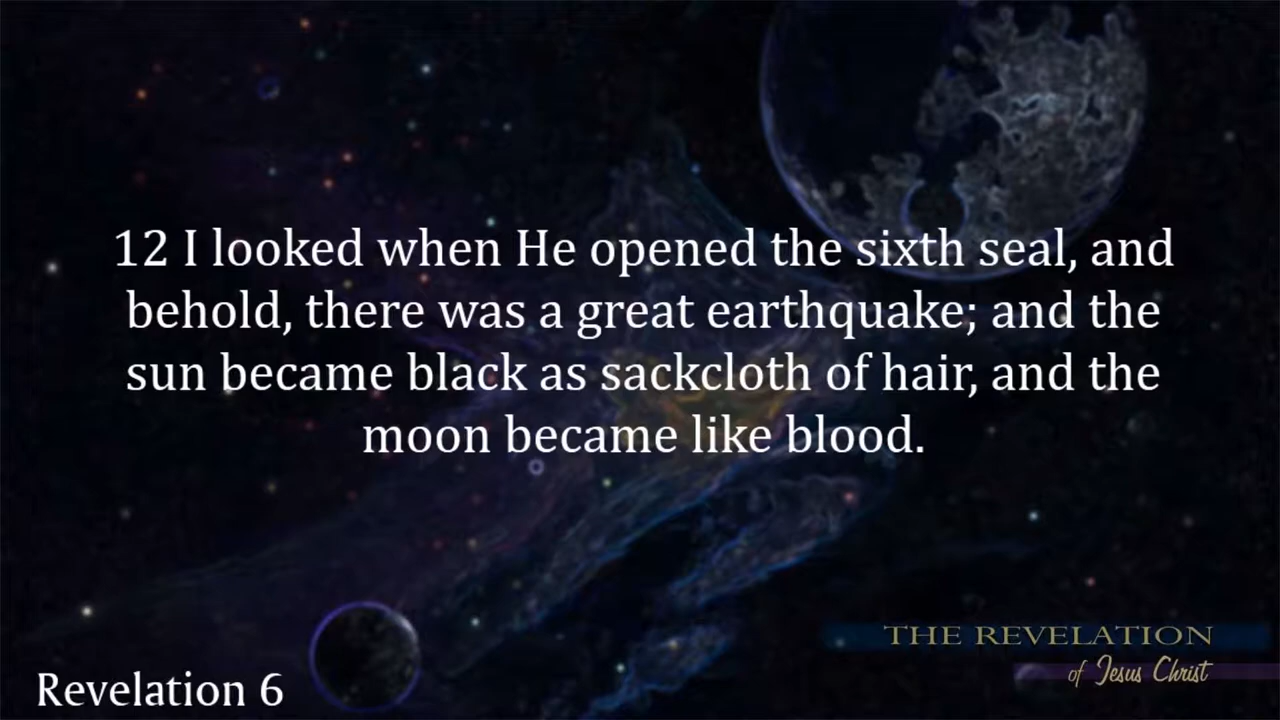 12 I looked when He opened the sixth seal, and
behold, there was a great earthquake; and the
sun became black as sackcloth of hair, and the
moon became like blood.
THE REVELATION
of Jesus Christ
Revelation 6